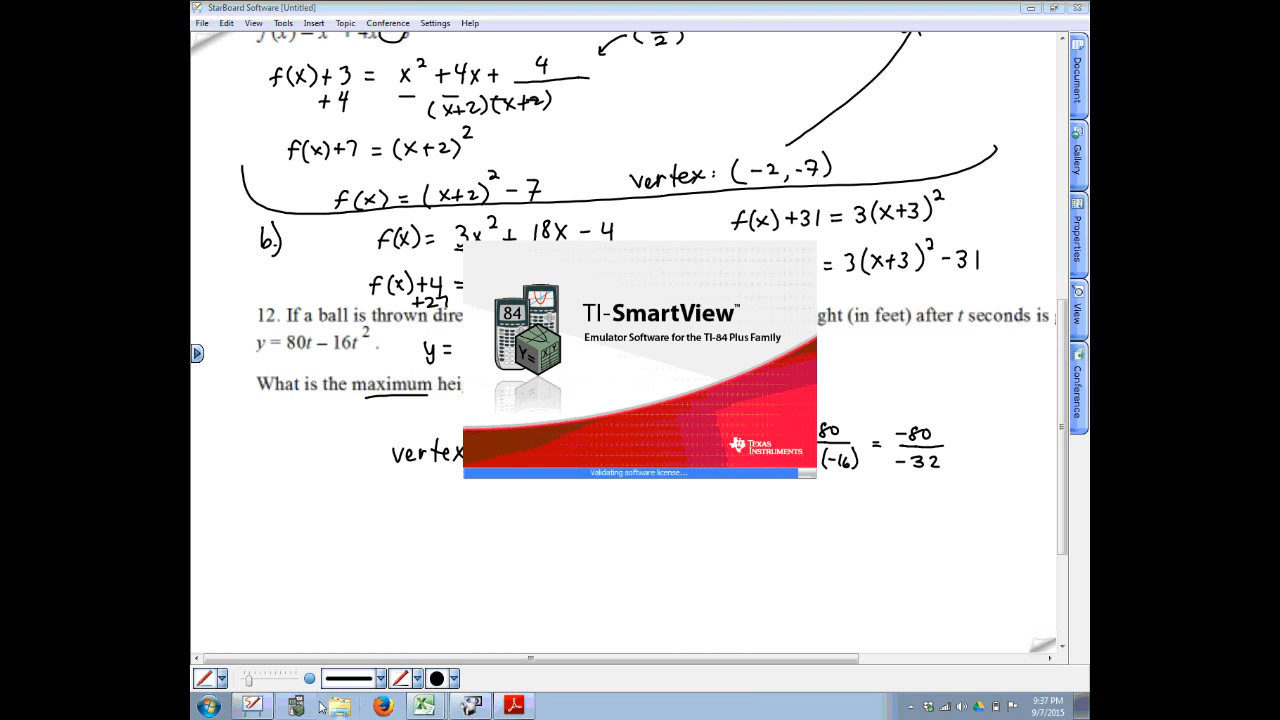 StarBoard Software [Untitled]
File Edit View Tools Insert Topic Conference Settings Help
f(x) + 3 = x² + 4x + 4
+ 4 (x+2)(x+2)
f(x)+7 = (x+2)²
f(x) = (x+2)² - 7
vertex: (-2, -7)
b.) f(x) = 3x² + 18x - 4
f(x)+4 =
+27
f(x) +31 = 3(x+3)²
= 3(x+3)² - 31
12. If a ball is thrown dire
ght (in feet) after t seconds is
y = 80t – 16t².
y =
What is the maximum hei
vertex
80
(-16)
= -80
-32
84
Y=
TI-SmartView™
Emulator Software for the TI-84 Plus Family
TEXAS INSTRUMENTS
Validating software license...
Document
Gallery
Properties
View
Conference
9:37 PM
9/7/2015